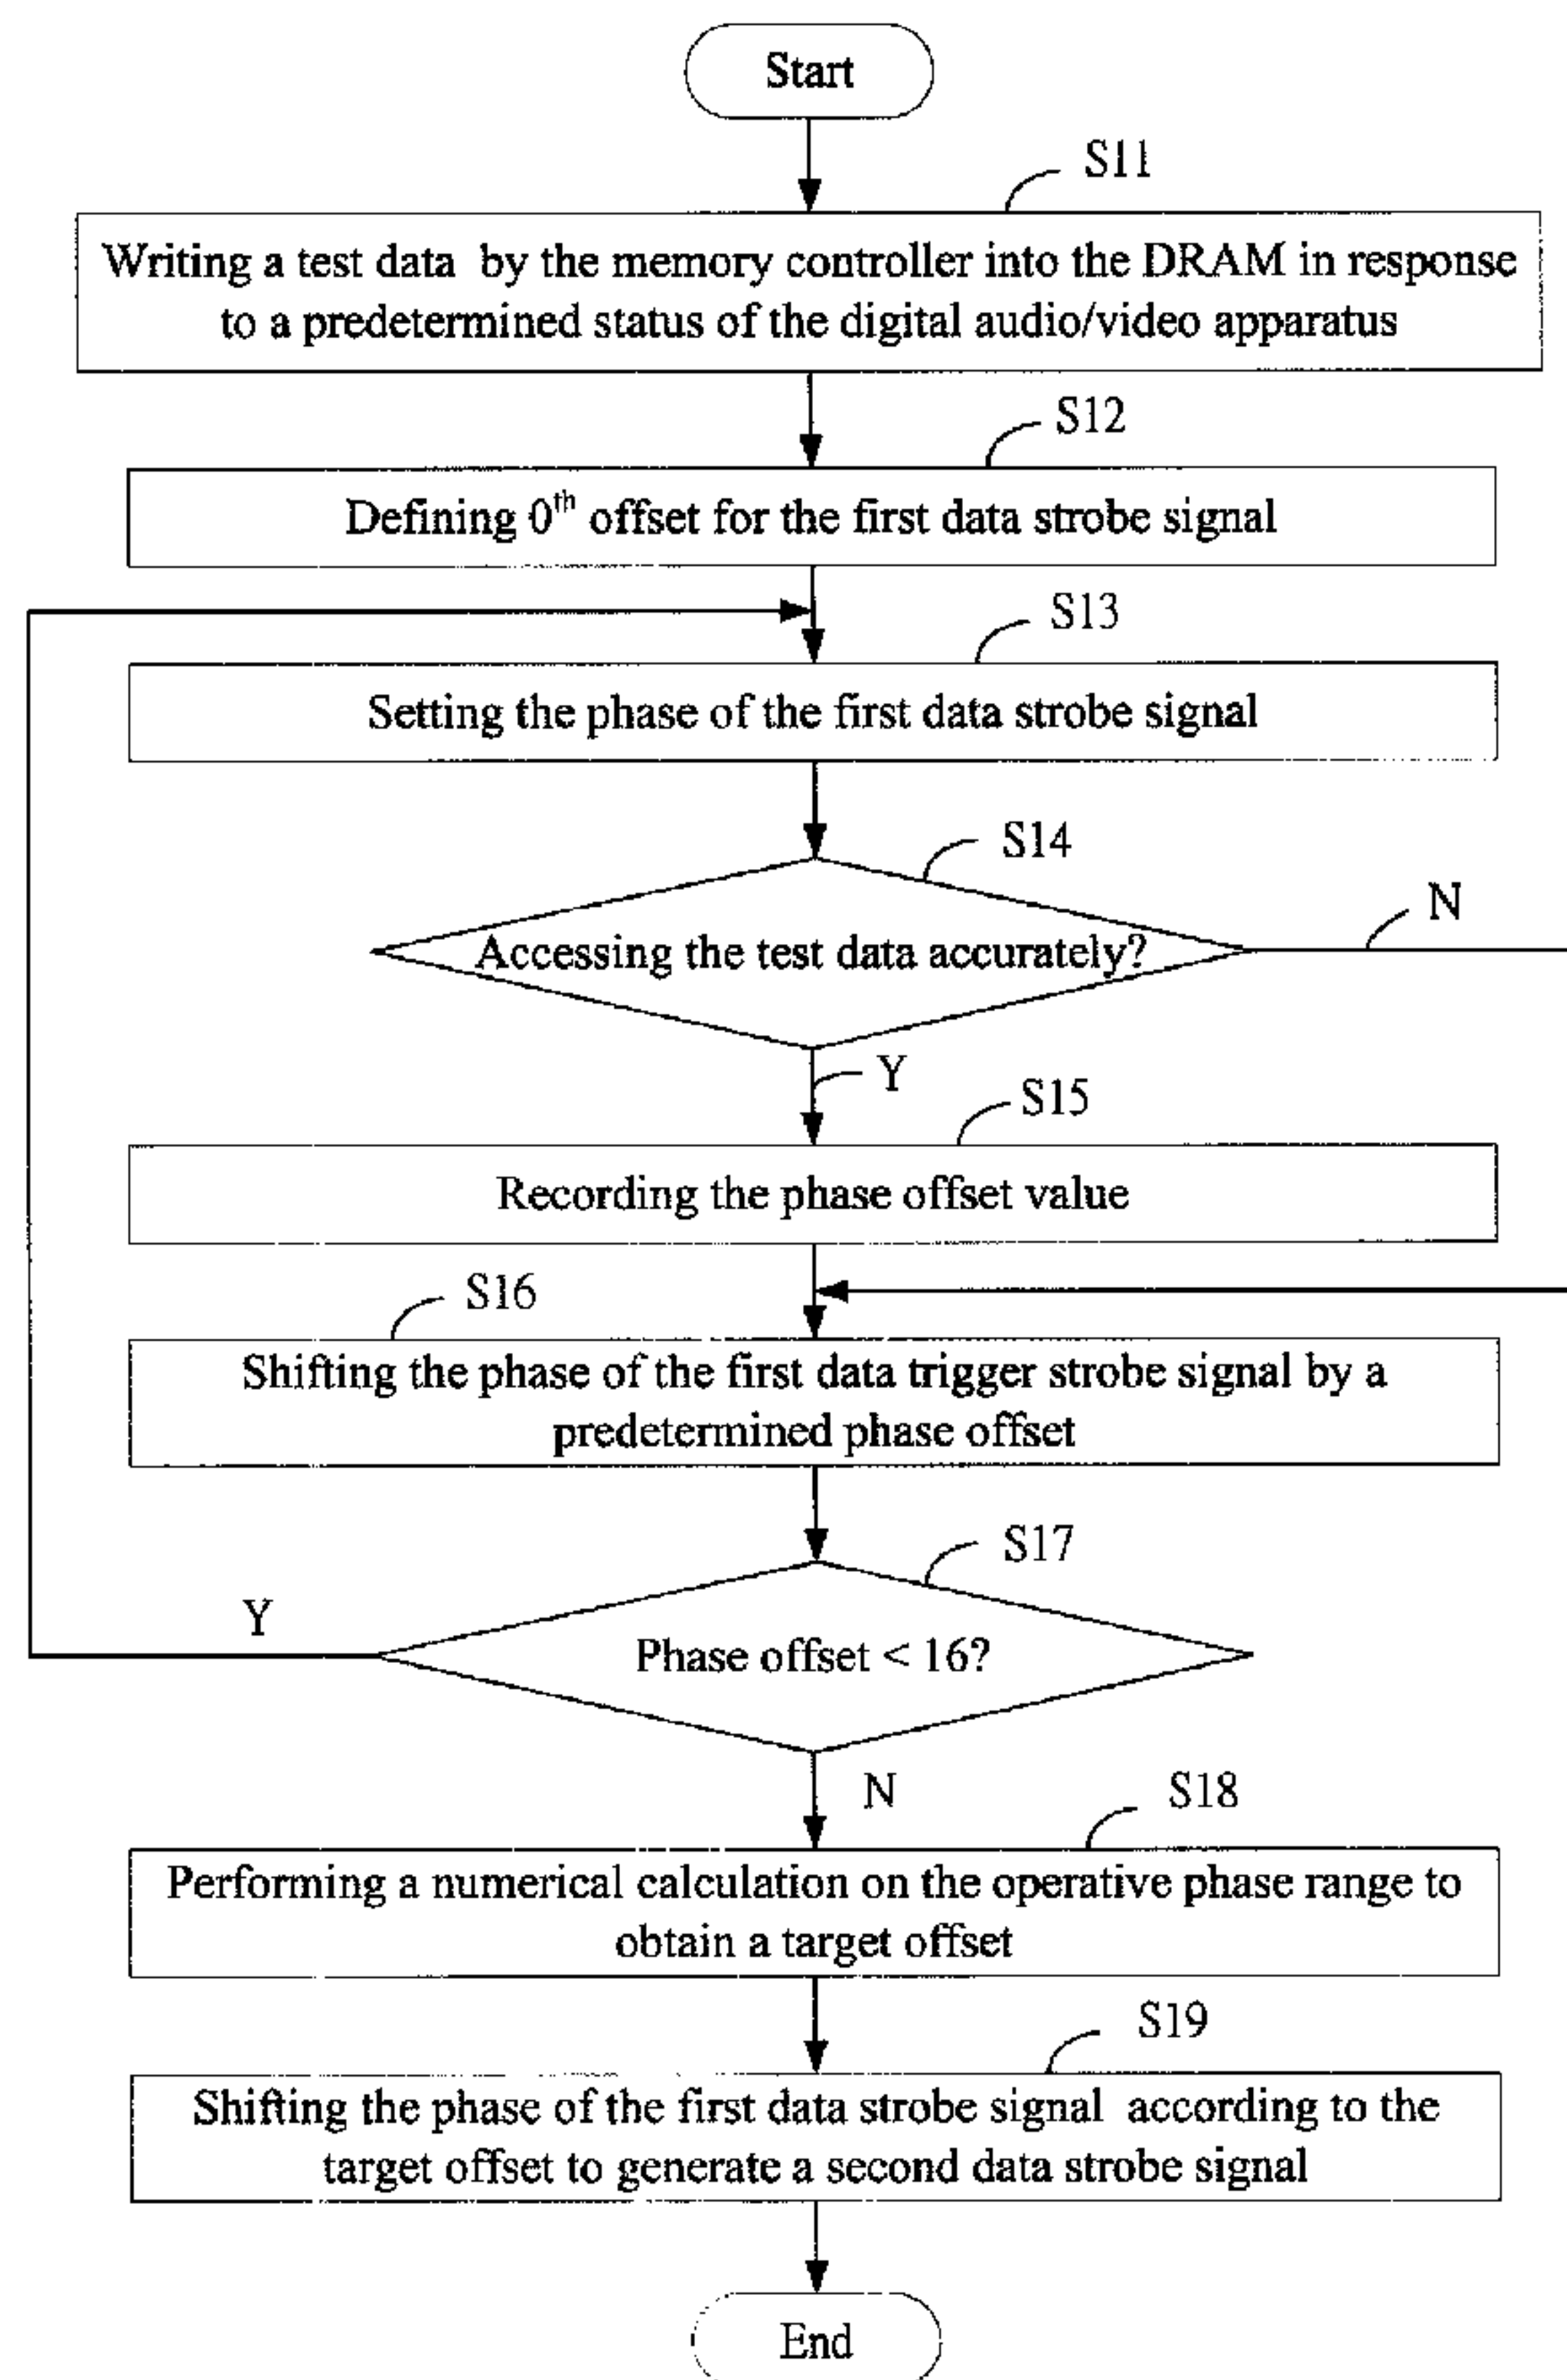 Start
S11
Writing a test data by the memory controller into the DRAM in response
to a predetermined status of the digital audio/video apparatus
S12
Defining 0th offset for the first data strobe signal
S13
Setting the phase of the first data strobe signal
S14
N
Accessing the test data accurately?
Y
S15
Recording the phase offset value
S16
Shifting the phase of the first data trigger strobe signal by a
predetermined phase offset
S17
Y
Phase offset < 16?
N
S18
Performing a numerical calculation on the operative phase range to
obtain a target offset
S19
Shifting the phase of the first data strobe signal according to the
target offset to generate a second data strobe signal
End